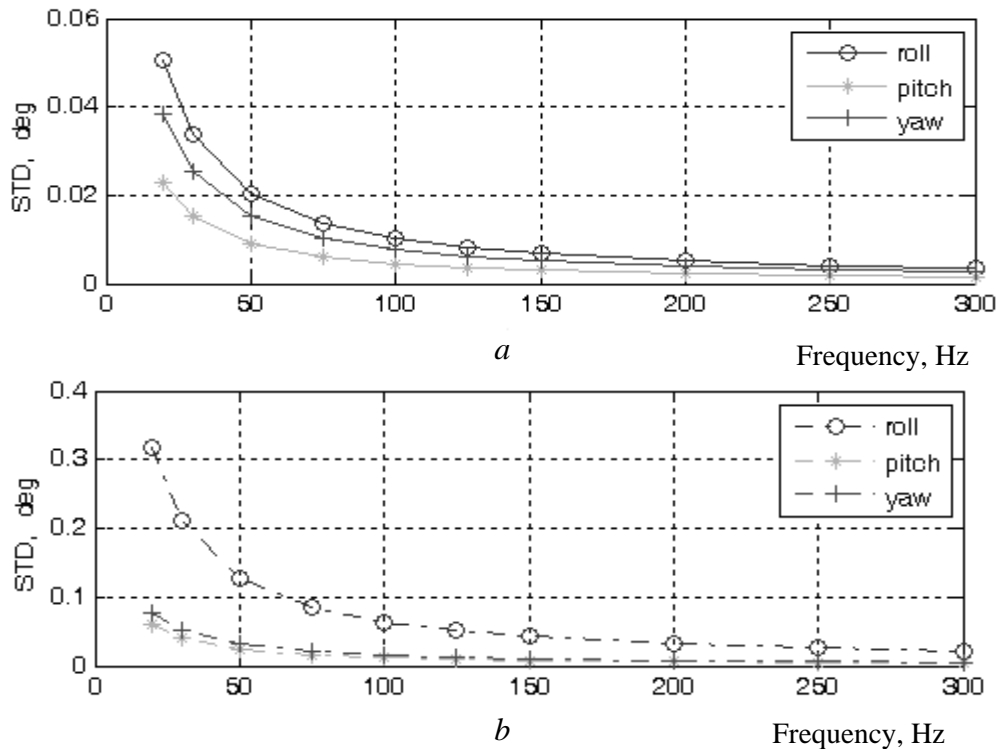 0.06
0.04
0.02
0
STD, deg
roll
pitch
yaw
0 50 100 150 200 250 300
a
Frequency, Hz
0.4
0.3
0.2
0.1
0
STD, deg
roll
pitch
yaw
0 50 100 150 200 250 300
b
Frequency, Hz